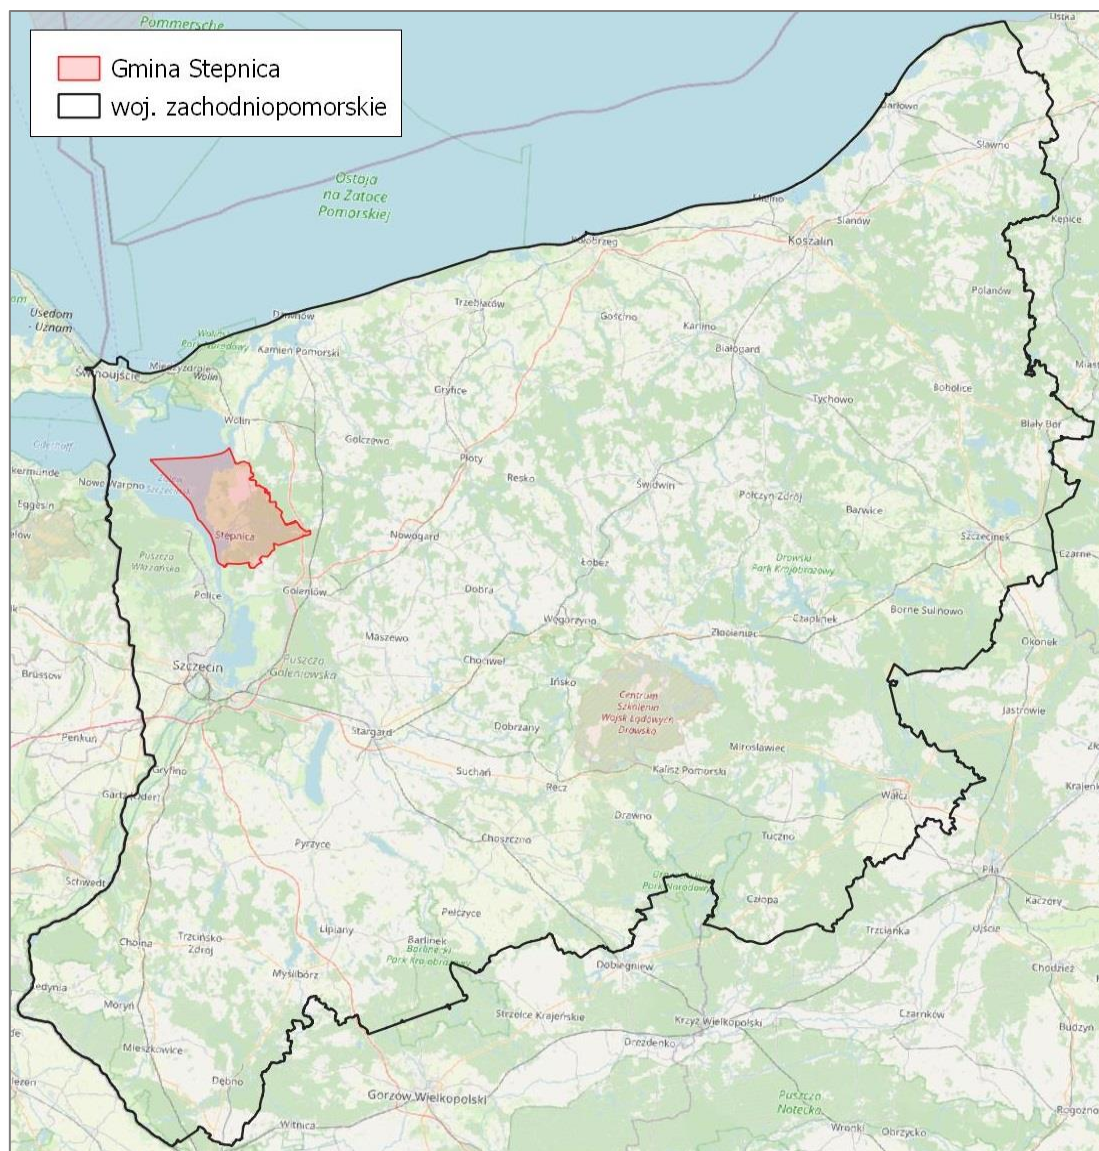 Pommersche
Ustka
Gmina Stepnica
woj. zachodniopomorskie
Darłowo
Sławno
Ostoja
na Zatoce
Pomorskiej
Mielno
Sianów
Kępice
Kołobrzeg
Koszalin
Polanów
Usedom
- Uznam
Trzebiatów
Gościno
Karlino
Dziwnów
Park Narodowy
Kamień Pomorski
Białogard
Świnoujście
Międzyzdroje
Wolin
Gryfice
Bobolice
Tychowo
Wolin
Golczewo
Biały Bór
Płoty
Resko
Świdwin
Nowe Warpno
Połczyn Zdrój
Barwice
Eggesin
Stepnica
Nowogard
Szczecinek
Czarne
Puszcza
Wkrzańska
Łobez
Drawski
Park Krajobrazowy
Police
Goleniów
Dobra
Węgorzyno
Czaplinek
Borne Sulinowo
Maszewo
Złocieniec
Okonek
Szczecin
Puszcza
Goleniowska
Chociwel
Ińsko
Brüssow
Centrum
Szkolenia
Wojsk Lądowych
Drawsko
Jastrowie
Dobrzany
Stargard
Penkun
Mirosławiec
Gryfino
Suchań
Kalisz Pomorski
Recz
Gartz (Oder)
Wałcz
Drawno
Choszczno
Tuczno
Pyrzyce
Piła
Schwedt
Park Narodowy
Człopa
Kaczory
Pełczyce
Lipiany
Trzcianka
Ujście
Chojna
Trzcińsko
Zdrój
Barlinek
Barlinecki
Park Krajobrazowy
Myślibórz
Dobiegniew
Chodzież
Moryń
Strzelce Krajeńskie
Krzyż Wielkopolski
Czarnków
Budzyń
Mieszkowice
Drezdenko
Dębno
Gorzów Wielkopolski
Puszcza
Notecka
Witnica
Wronki
Obrzycko